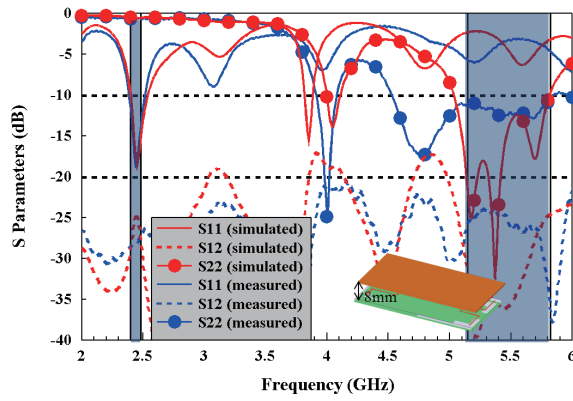 0
-5
-10
-15
-20
-25
-30
-35
-40
S Parameters (dB)
S11 (simulated)
S12 (simulated)
S22 (simulated)
S11 (measured)
S12 (measured)
S22 (measured)
8mm
2 2.5 3 3.5 4 4.5 5 5.5 6
Frequency (GHz)